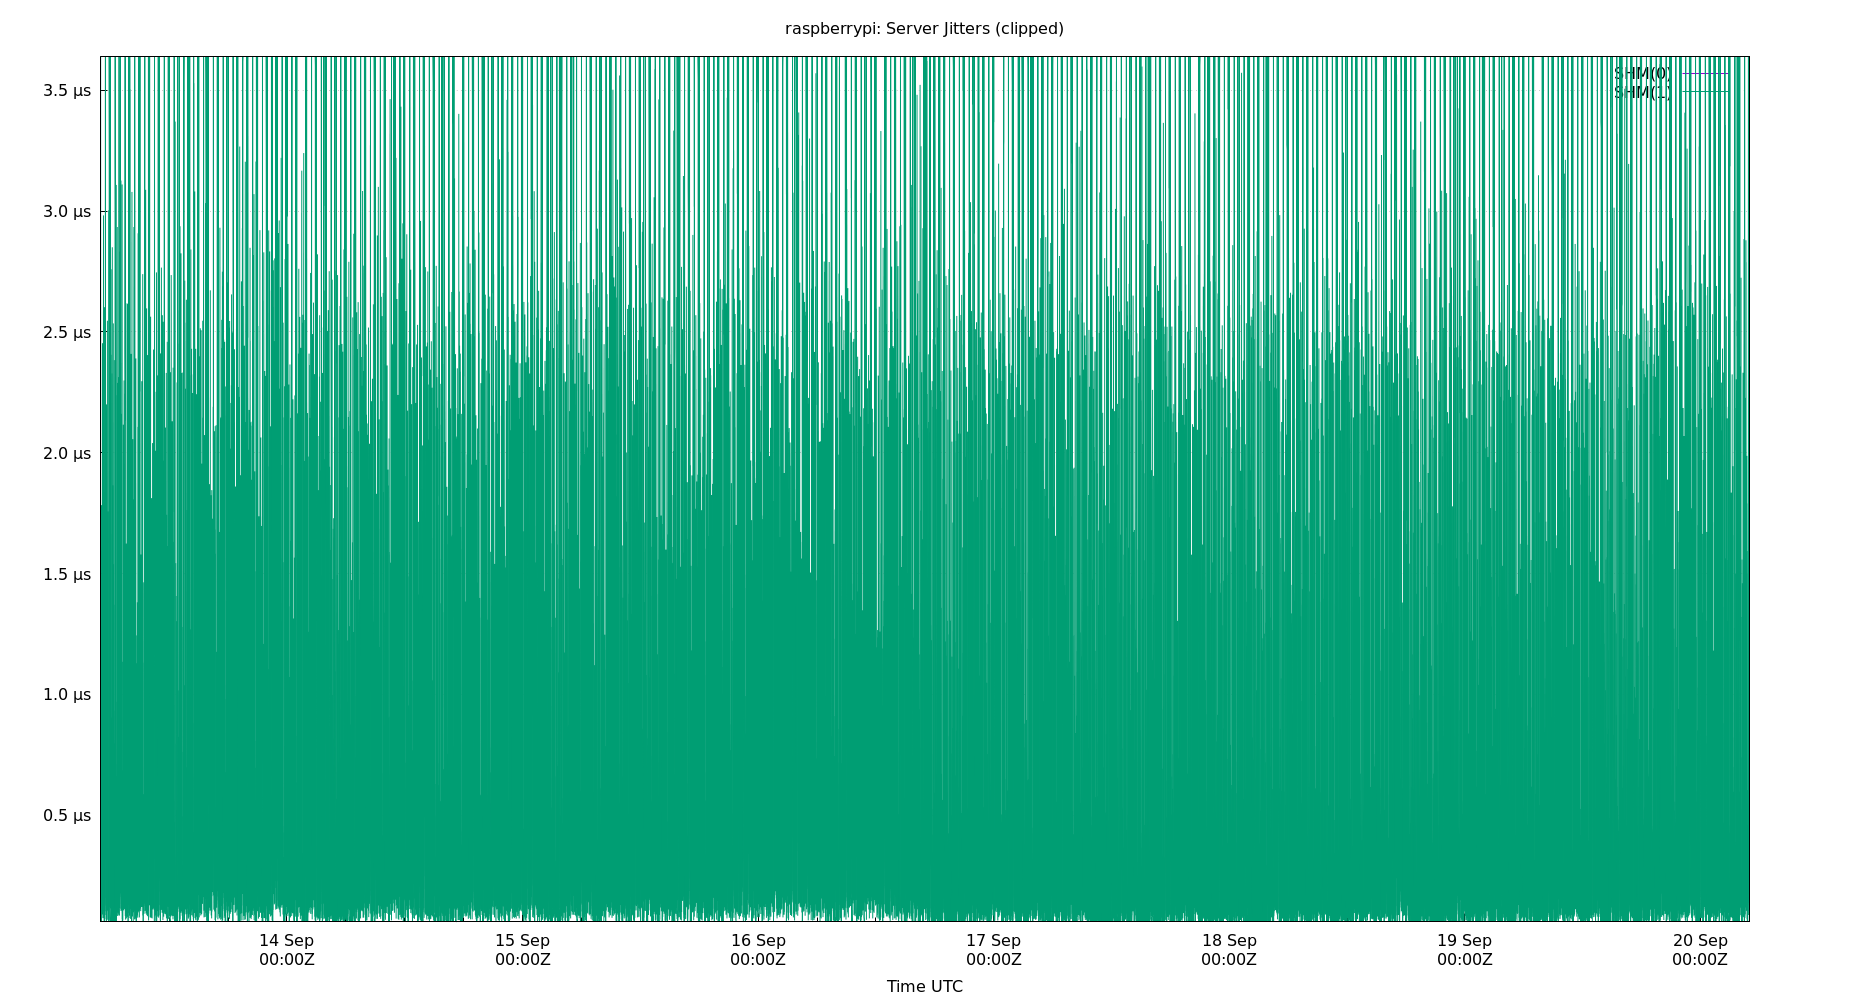 raspberrypi: Server Jitters (clipped)
SHM(0)
SHM(1)
3.5 μs
3.0 μs
2.5 μs
2.0 μs
1.5 μs
1.0 μs
0.5 μs
14 Sep 15 Sep 16 Sep 17 Sep 18 Sep 19 Sep 20 Sep
00:00Z 00:00Z 00:00Z 00:00Z 00:00Z 00:00Z 00:00Z
Time UTC